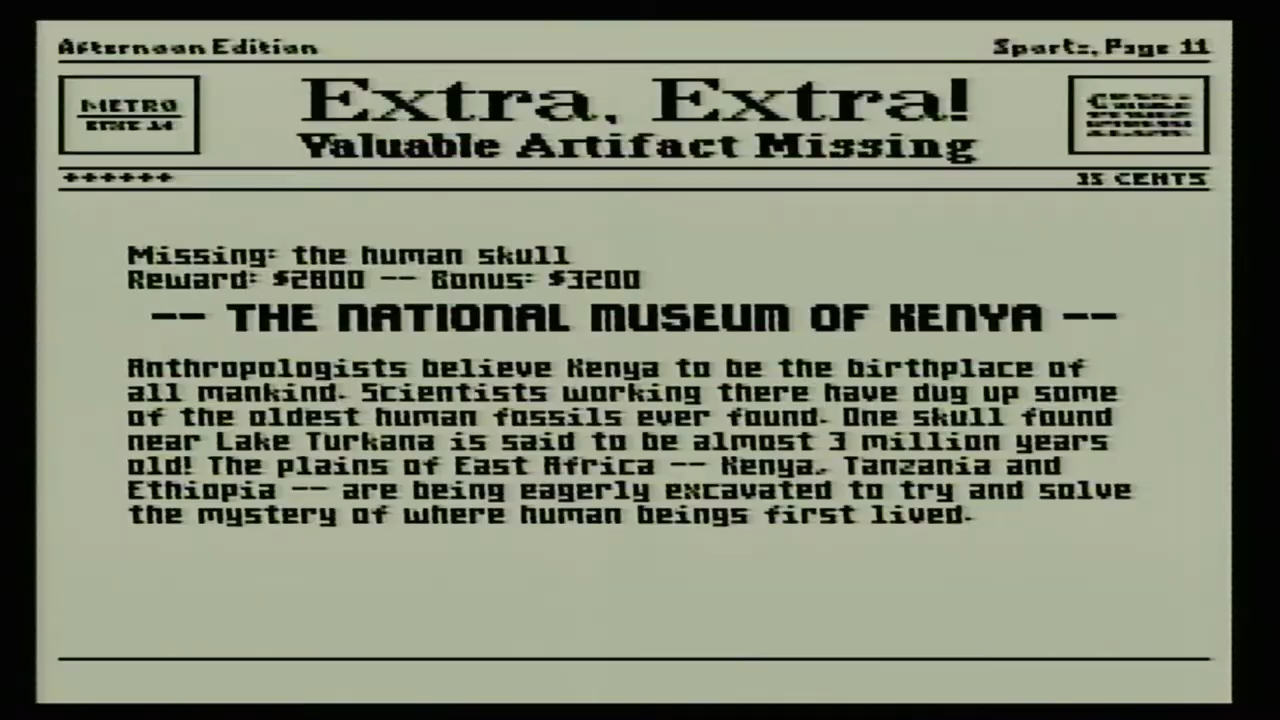 Afternoon Edition
Sports, Page 11
METRO
Extra, Extra!
Valuable Artifact Missing
++++++
35 CENTS
Missing: the human skull
Reward: $2800 -- Bonus: $3200
-- THE NATIONAL MUSEUM OF KENYA --
Anthropologists believe Kenya to be the birthplace of
all mankind. Scientists working there have dug up some
of the oldest human fossils ever found. One skull found
near Lake Turkana is said to be almost 3 million years
old! The plains of East Africa -- Kenya, Tanzania and
Ethiopia -- are being eagerly excavated to try and solve
the mystery of where human beings first lived.